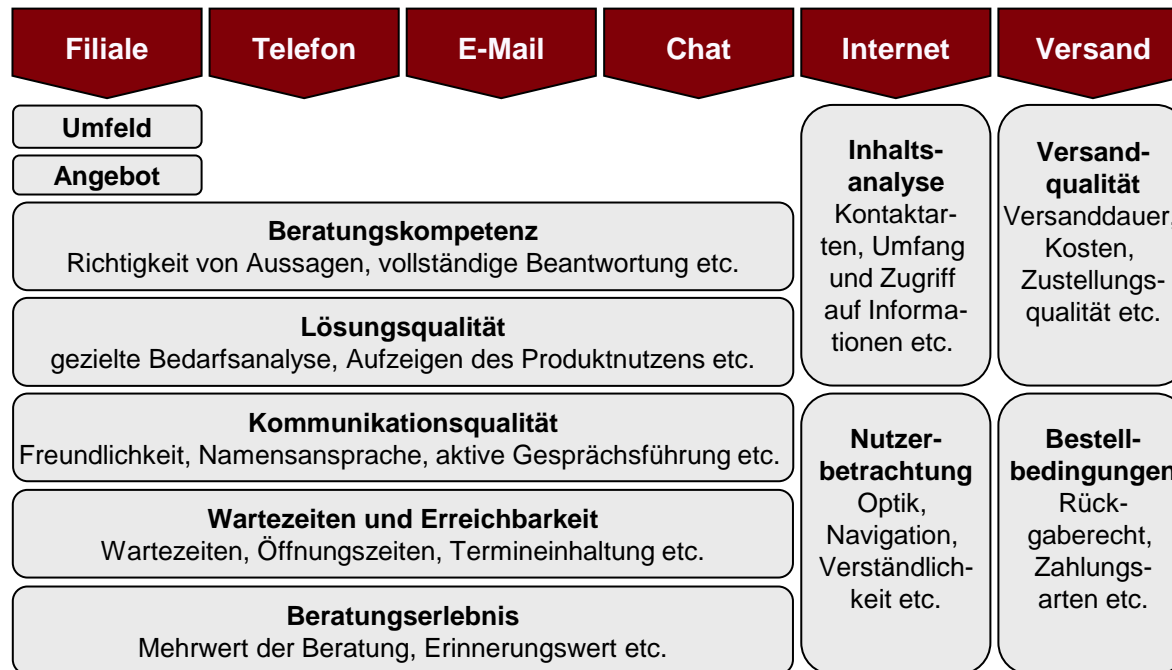 Filiale
Telefon
E-Mail
Chat
Internet
Versand
Umfeld
Angebot
Beratungskompetenz
Richtigkeit von Aussagen, vollständige Beantwortung etc.
Lösungsqualität
gezielte Bedarfsanalyse, Aufzeigen des Produktnutzens etc.
Kommunikationsqualität
Freundlichkeit, Namensansprache, aktive Gesprächsführung etc.
Wartezeiten und Erreichbarkeit
Wartezeiten, Öffnungszeiten, Termineinhaltung etc.
Beratungserlebnis
Mehrwert der Beratung, Erinnerungswert etc.
Inhalts-
analyse
Kontaktar-
ten, Umfang
und Zugriff
auf Informa-
tionen etc.
Nutzer-
betrachtung
Optik,
Navigation,
Verständlich-
keit etc.
Versand-
qualität
Versanddauer,
Kosten,
Zustellungs-
qualität etc.
Bestell-
bedingungen
Rück-
gaberecht,
Zahlungs-
arten etc.